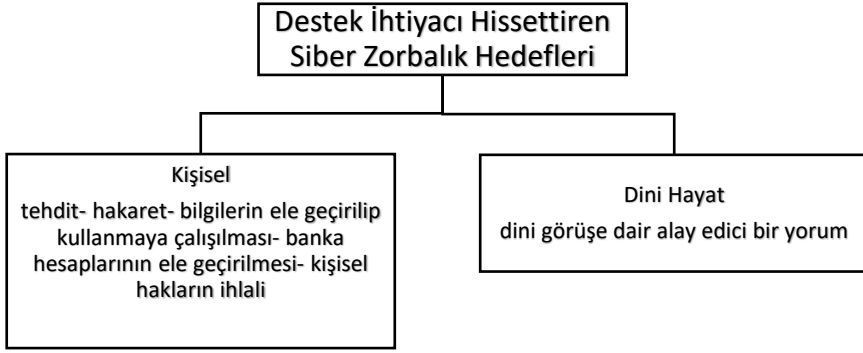 Destek İhtiyacı Hissettiren
Siber Zorbalık Hedefleri
Kişisel
tehdit- hakaret- bilgilerin ele geçirilip
kullanmaya çalışılması- banka
hesaplarının ele geçirilmesi- kişisel
hakların ihlali
Dini Hayat
dini görüşe dair alay edici bir yorum